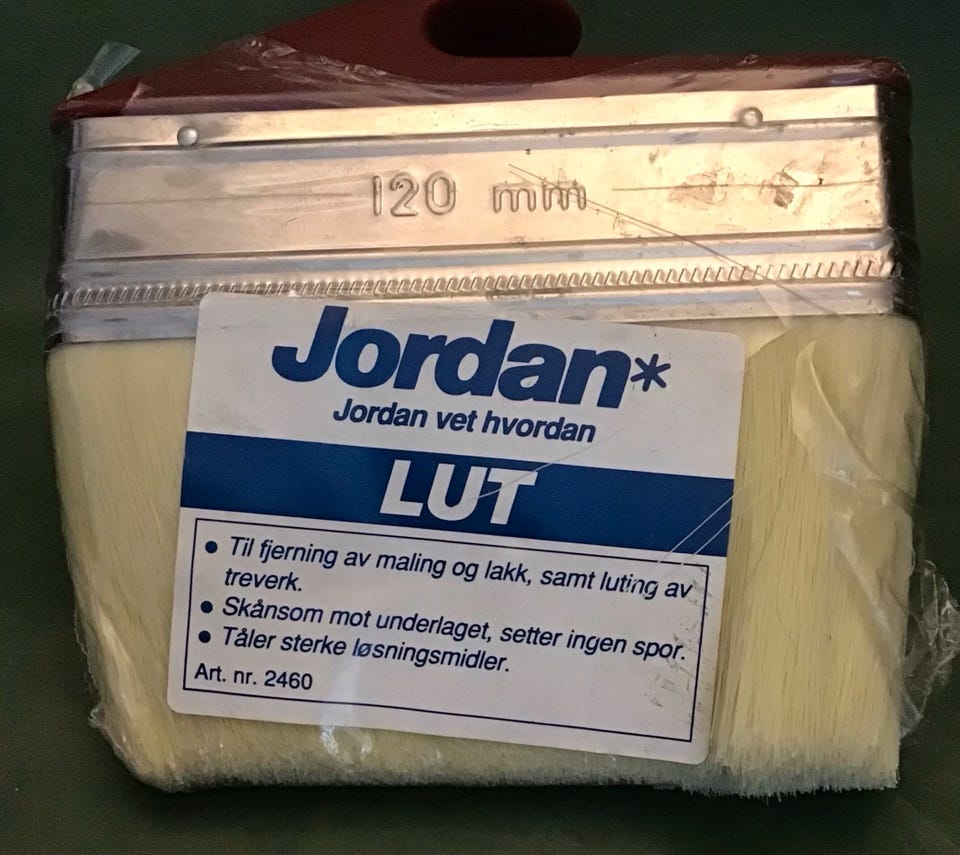 120 mm
Jordan*
Jordan vet hvordan
LUT
• Til fjerning av maling og lakk, samt luting av
treverk.
• Skånsom mot underlaget, setter ingen spor.
• Tåler sterke løsningsmidler.
Art. nr. 2460